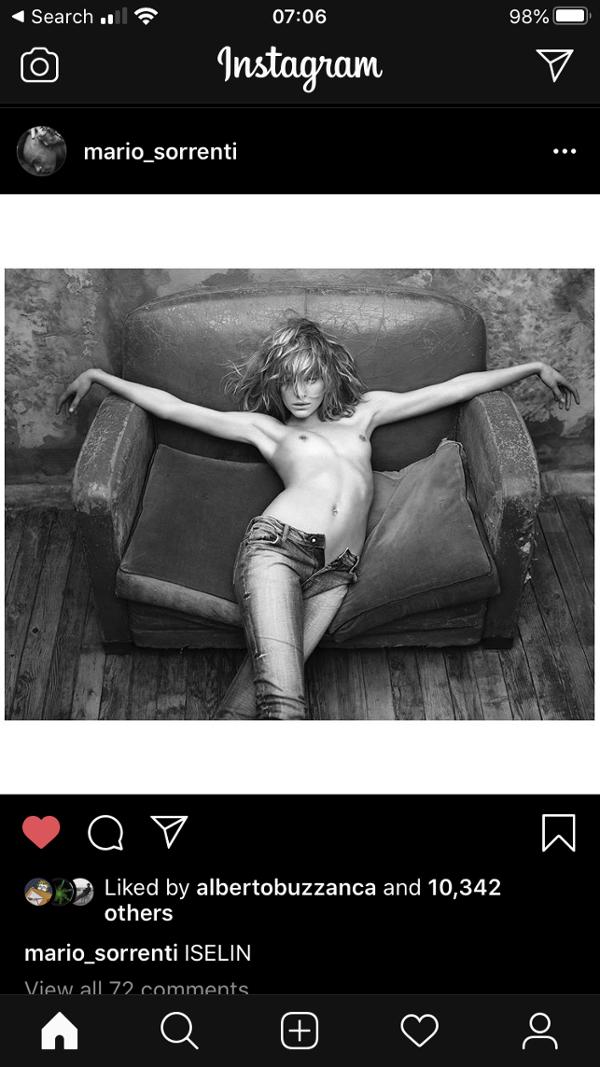 Search
07:06
98%
Instagram
mario_sorrenti
Liked by albertobuzzanca and 10,342
others
mario_sorrenti ISELIN
View all 72 comments